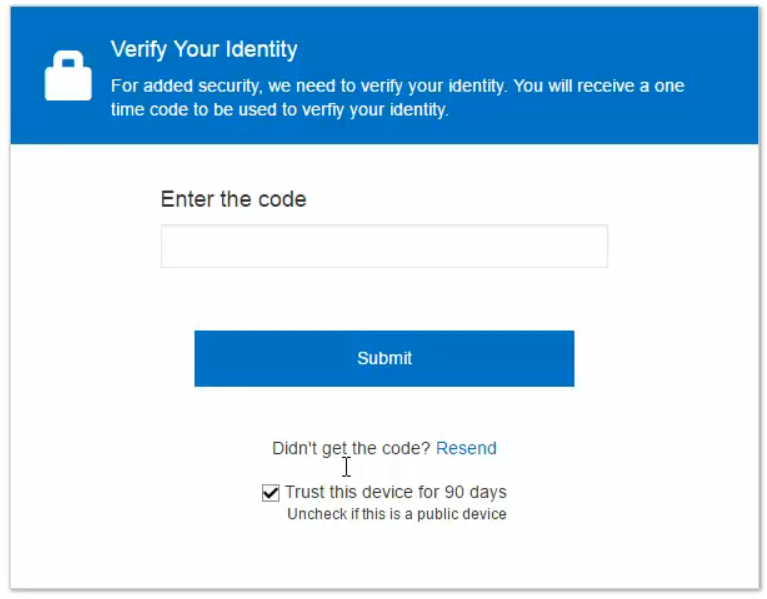 Verify Your Identity
For added security, we need to verify your identity. You will receive a one
time code to be used to verfiy your identity.
Enter the code
Submit
Didn't get the code? Resend
Trust this device for 90 days
Uncheck if this is a public device